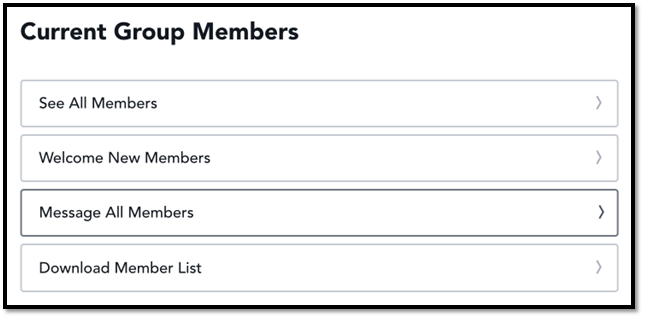 Current Group Members
See All Members
Welcome New Members
Message All Members
Download Member List